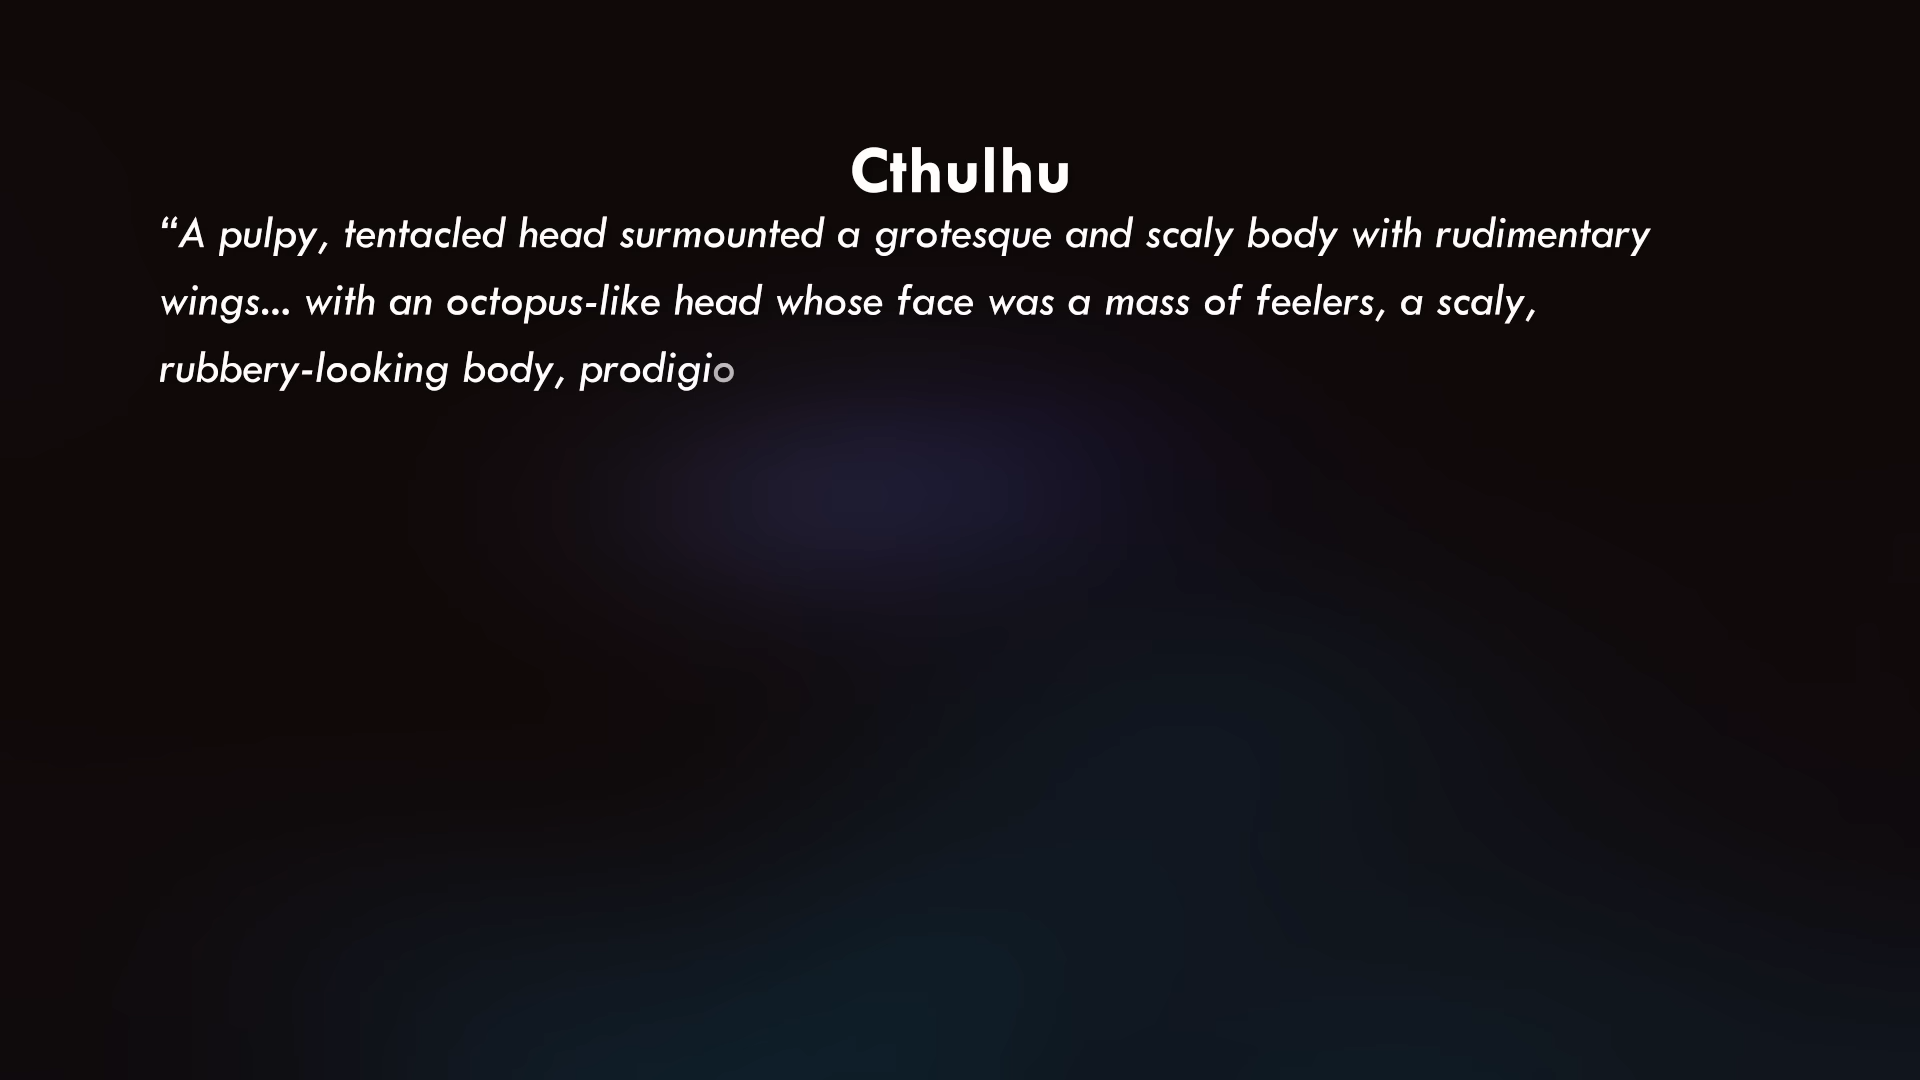 Cthulhu
“A pulpy, tentacled head surmounted a grotesque and scaly body with rudimentary
wings... with an octopus-like head whose face was a mass of feelers, a scaly,
rubbery-looking body, prodigio